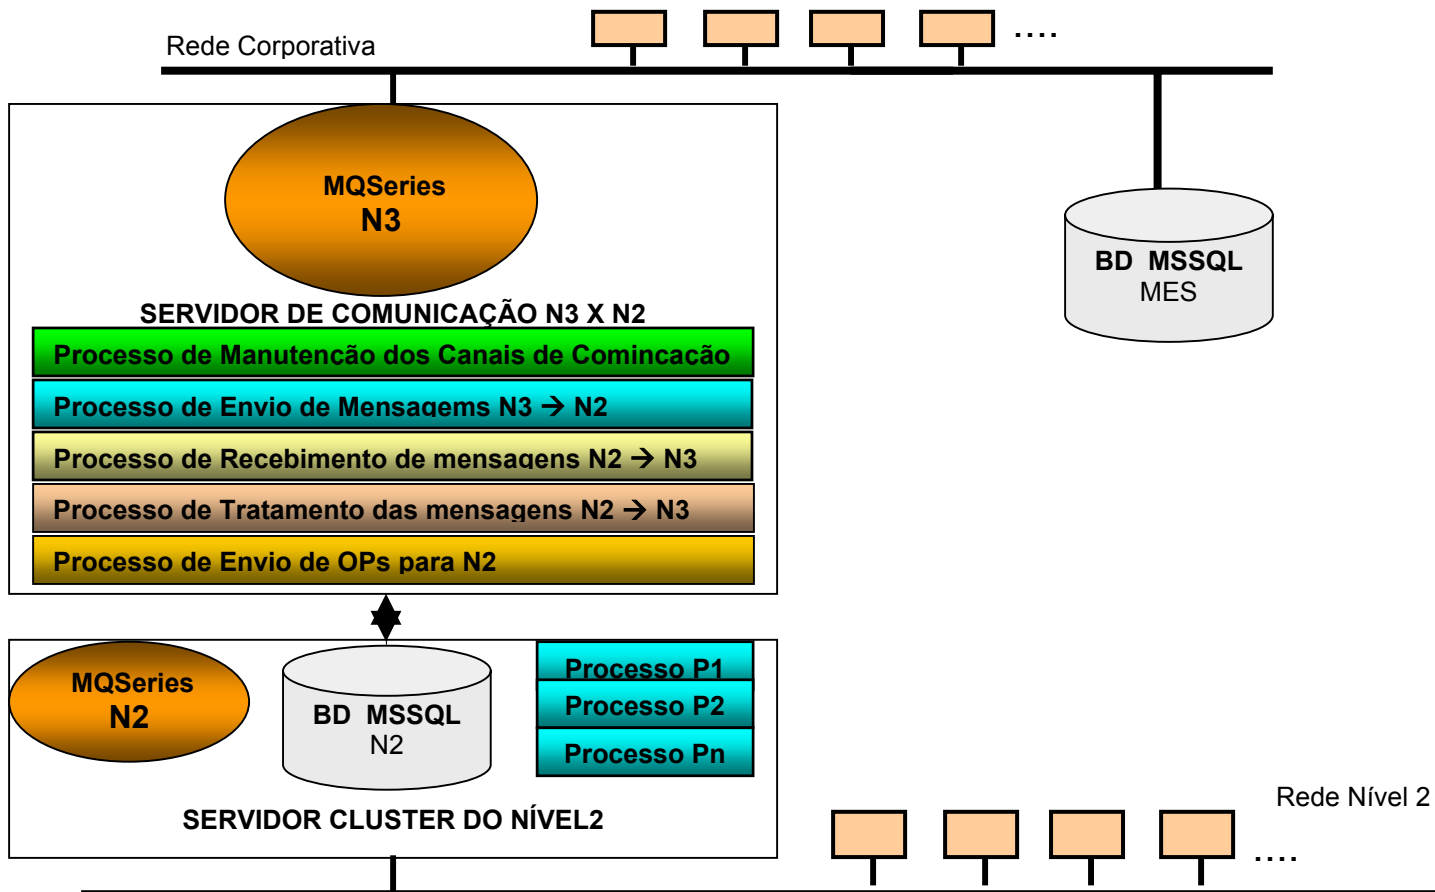 Rede Corporativa
....
MQSeries
N3
BD MSSQL
MES
SERVIDOR DE COMUNICAÇÃO N3 X N2
Processo de Manutencão dos Canais de Comincacão
Processo de Envio de Mensagems N3 → N2
Processo de Recebimento de mensagens N2 → N3
Processo de Tratamento das mensagens N2 → N3
Processo de Envio de OPs para N2
MQSeries
N2
BD MSSQL
N2
Processo P1
Processo P2
Processo Pn
SERVIDOR CLUSTER DO NÍVEL2
Rede Nível 2
....